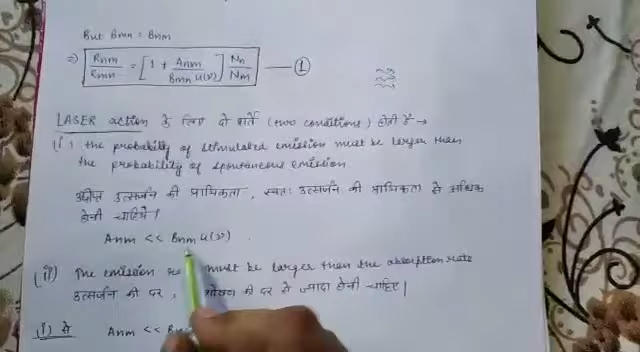 But Bmn = Bnm
⇒ Rnm/Rmn = [1 + Anm/Bmn u(ν)] Nn/Nm —— ①
LASER action के लिए दो शर्तें (two conditions) होती हैं →
(i) the probability of stimulated emission must be larger than
the probability of spontaneous emission.
उद्दीप्त उत्सर्जन की प्रायिकता, स्वतः उत्सर्जन की प्रायिकता से अधिक
होनी चाहिये।
Anm << Bnm u(ν).
(ii) The emission must be larger than the absorption rate
उत्सर्जन की दर, की दर से ज्यादा होनी चाहिए।
(i) से Anm <<